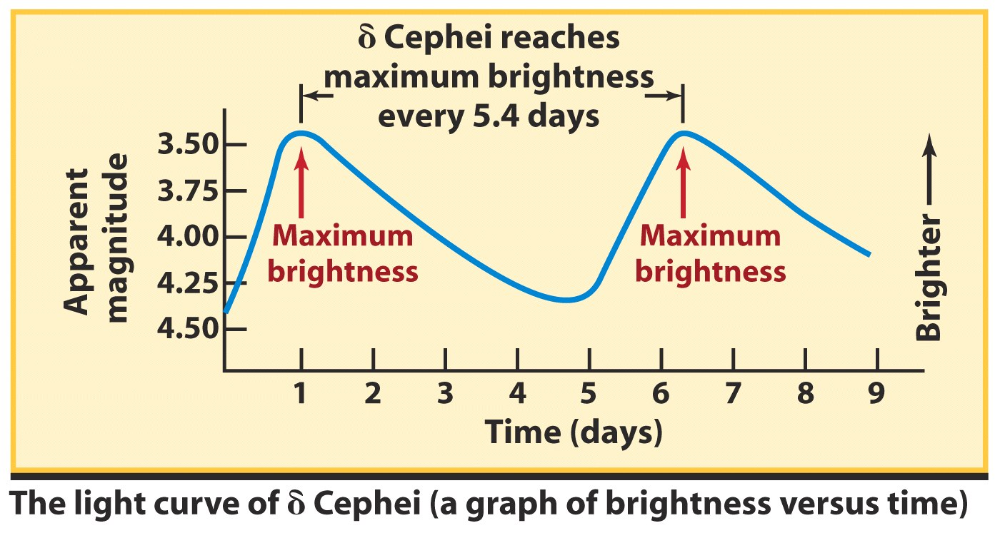 δ Cephei reaches
maximum brightness
every 5.4 days
Apparent
magnitude
3.50
3.75
4.00
4.25
4.50
Maximum
brightness
Maximum
brightness
Brighter
1 2 3 4 5 6 7 8 9
Time (days)
The light curve of δ Cephei (a graph of brightness versus time)